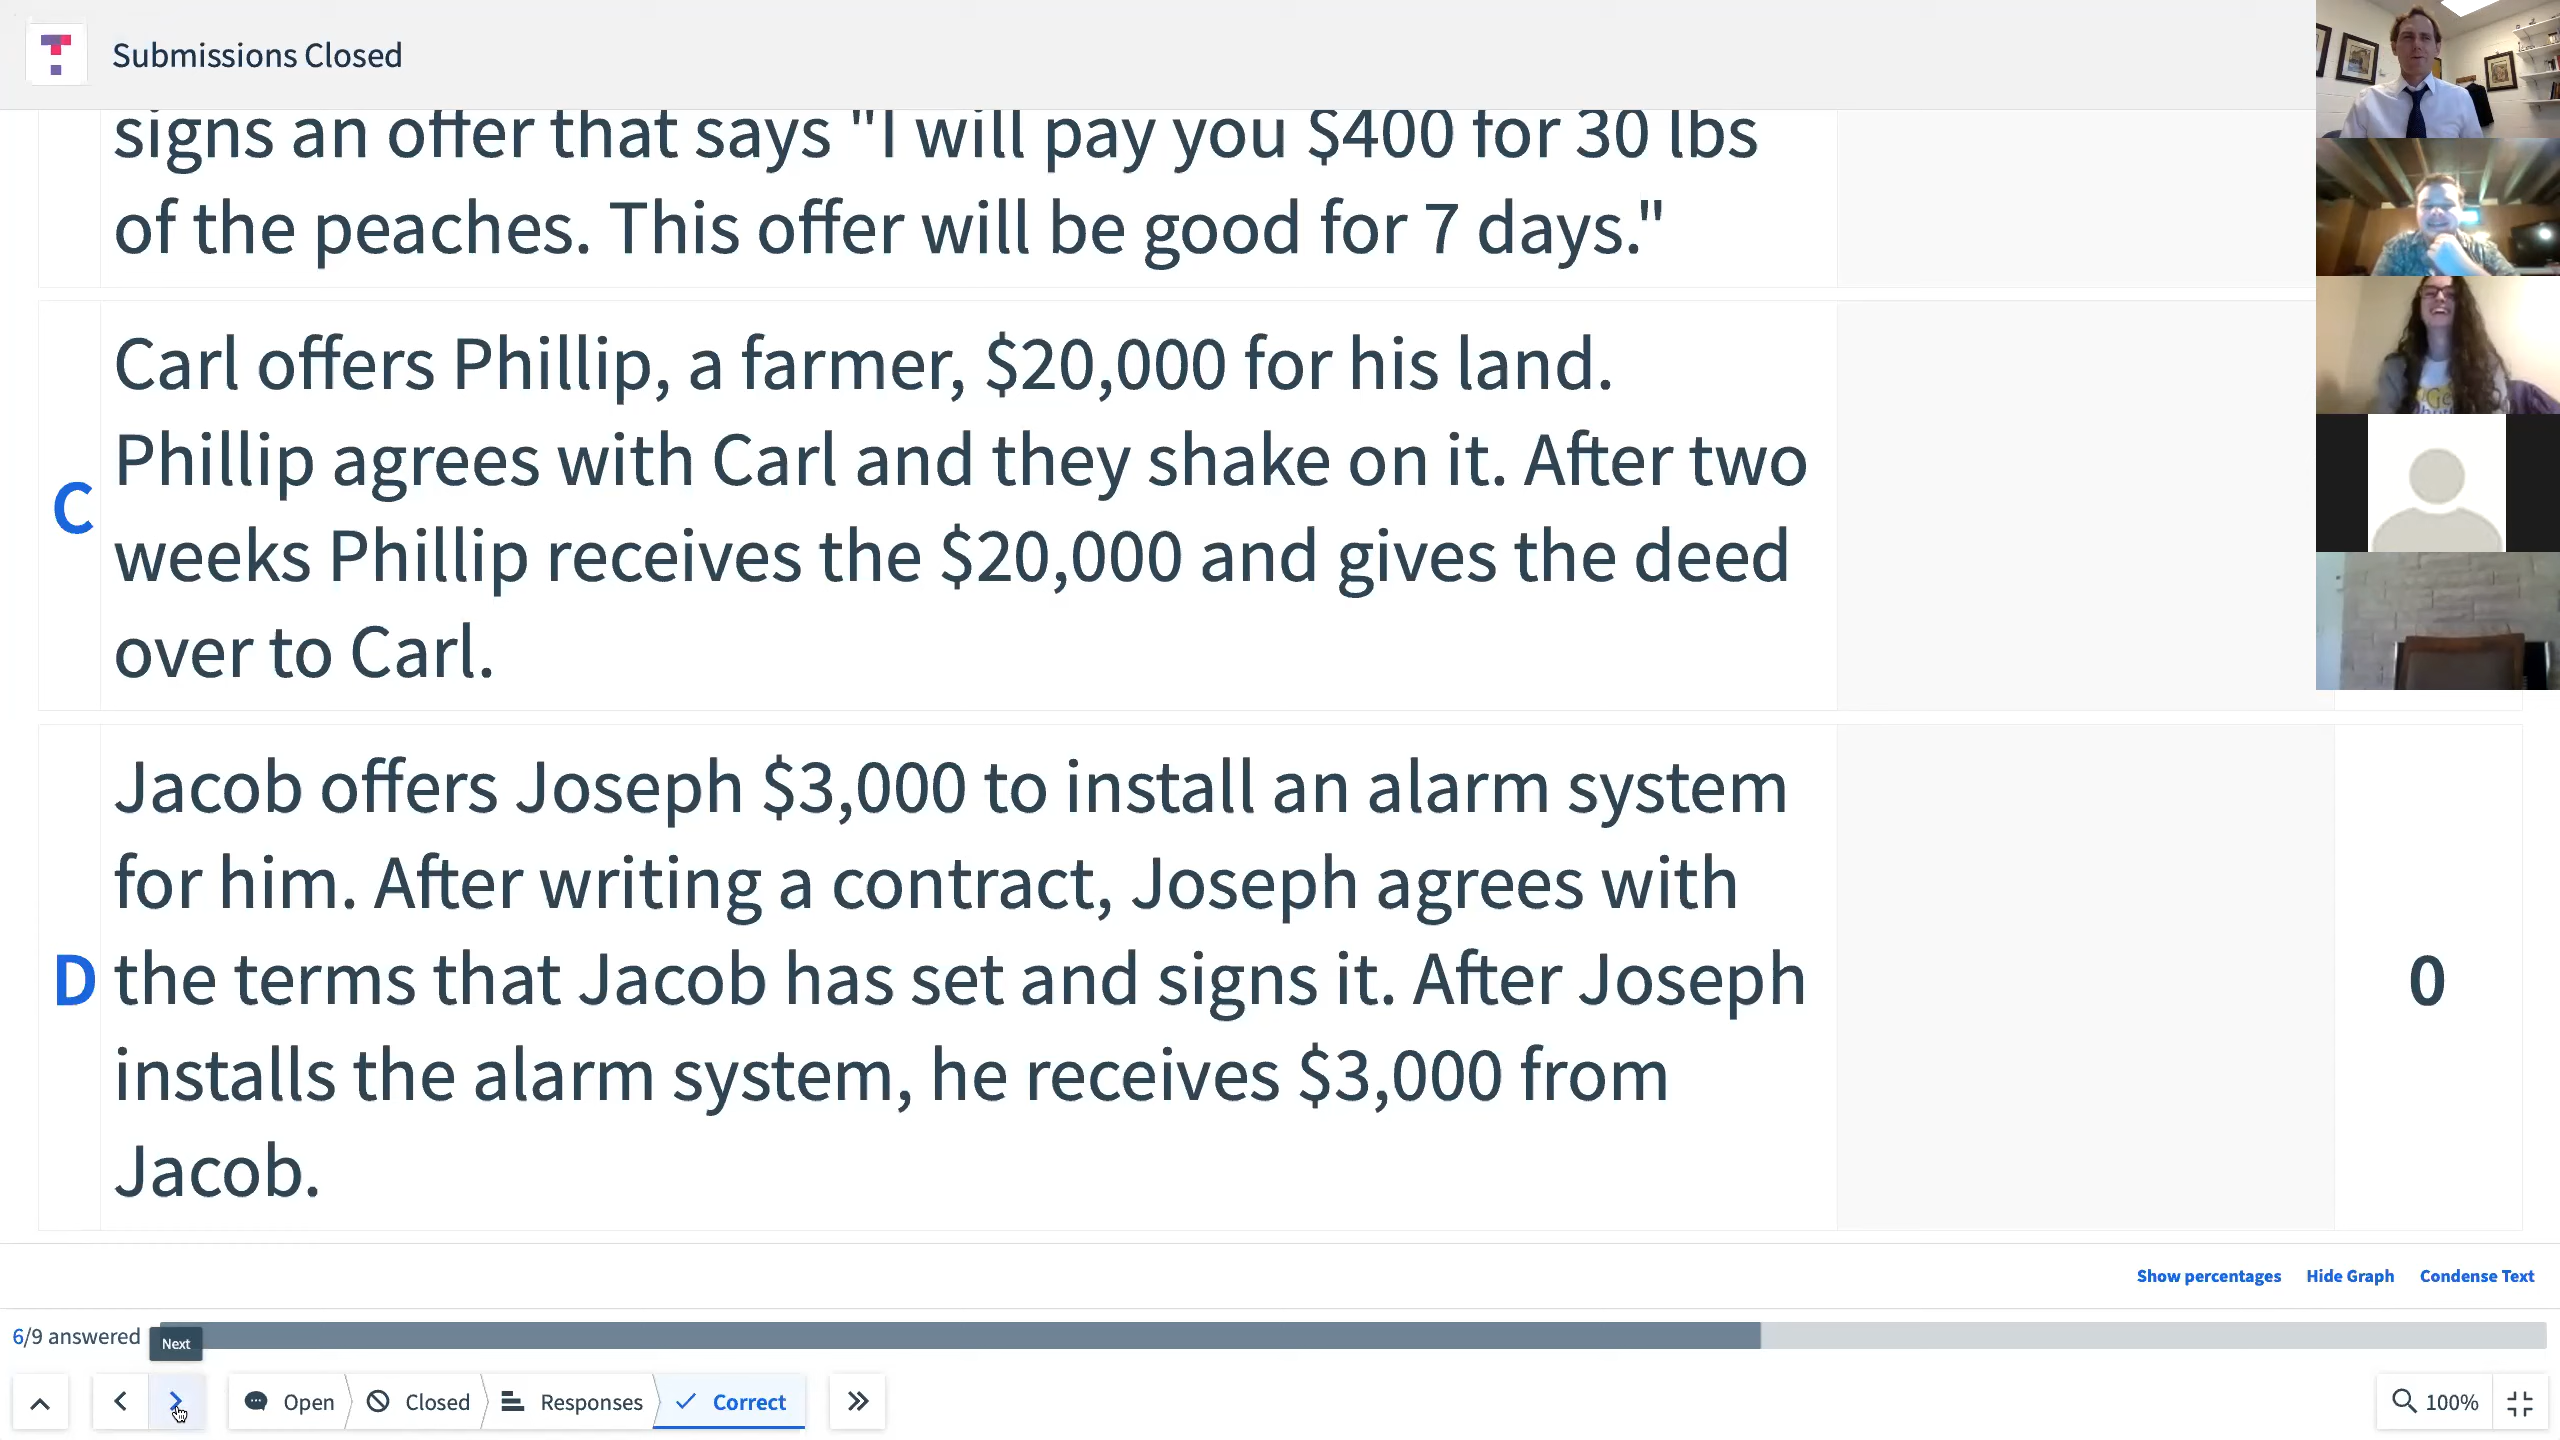 Submissions Closed
signs an offer that says "I will pay you $400 for 30 lbs
of the peaches. This offer will be good for 7 days."
C
Carl offers Phillip, a farmer, $20,000 for his land.
Phillip agrees with Carl and they shake on it. After two
weeks Phillip receives the $20,000 and gives the deed
over to Carl.
D
Jacob offers Joseph $3,000 to install an alarm system
for him. After writing a contract, Joseph agrees with
the terms that Jacob has set and signs it. After Joseph
installs the alarm system, he receives $3,000 from
Jacob.
0
Show percentages Hide Graph Condense Text
6/9 answered
Next
Open Closed Responses Correct
100%